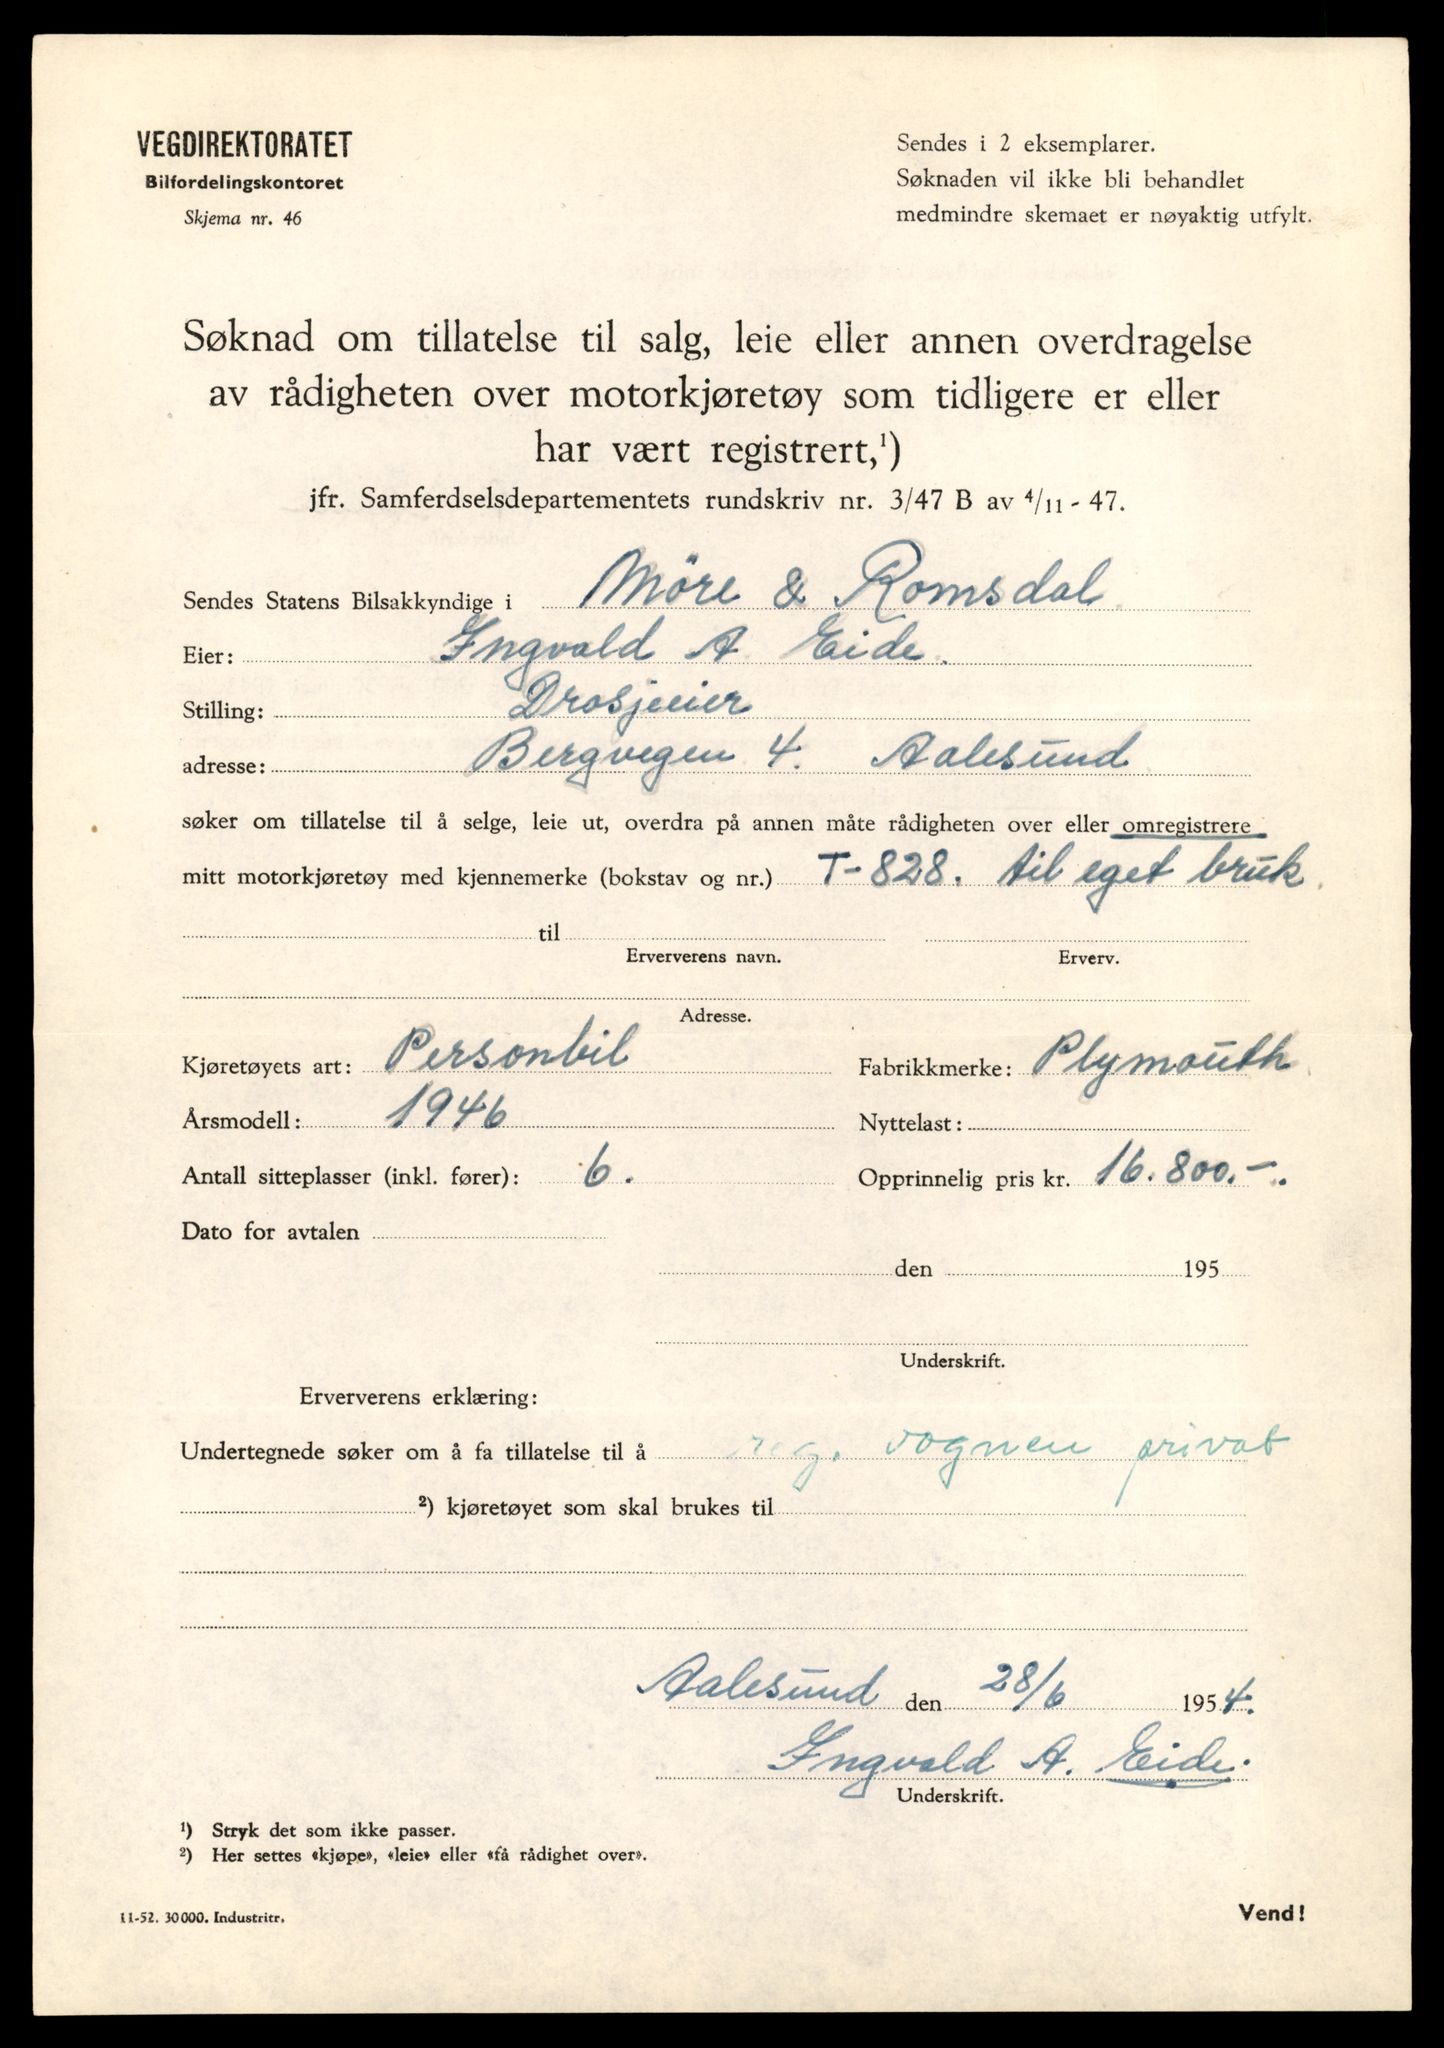 VEGDIREKTORATET
Bilfordelingskontoret
Skjema nr. 46
Sendes i 2 eksemplarer.
Søknaden vil ikke bli behandlet
medmindre skemaet er nøyaktig utfylt.
Søknad om tillatelse til salg, leie eller annen overdragelse
av rådigheten over motorkjøretøy som tidligere er eller
har vært registrert,¹)
jfr. Samferdselsdepartementets rundskriv nr. 3/47 B av 4/11 - 47.
Sendes Statens Bilsakkyndige i Möre & Romsdal
Eier: Ingvald A Eide.
Stilling: Drosjeeier
adresse: Bergvegen 4. Aalesund
søker om tillatelse til å selge, leie ut, overdra på annen måte rådigheten over eller omregistrere
mitt motorkjøretøy med kjennemerke (bokstav og nr.) T-828. til eget bruk.
til
Erververens navn. Erverv.
Adresse.
Kjøretøyets art: Personbil Fabrikkmerke: Plymouth
Årsmodell: 1946 Nyttelast:
Antall sitteplasser (inkl. fører): 6. Opprinnelig pris kr. 16.800.-.
Dato for avtalen
den 195
Underskrift.
Erververens erklæring:
Undertegnede søker om å fa tillatelse til å reg. vognen privat
²) kjøretøyet som skal brukes til
Aalesund den 28/6 1954.
Ingvald A. Eide.
Underskrift.
¹) Stryk det som ikke passer.
²) Her settes «kjøpe», «leie» eller «få rådighet over».
11-52. 30000. Industritr.
Vend!